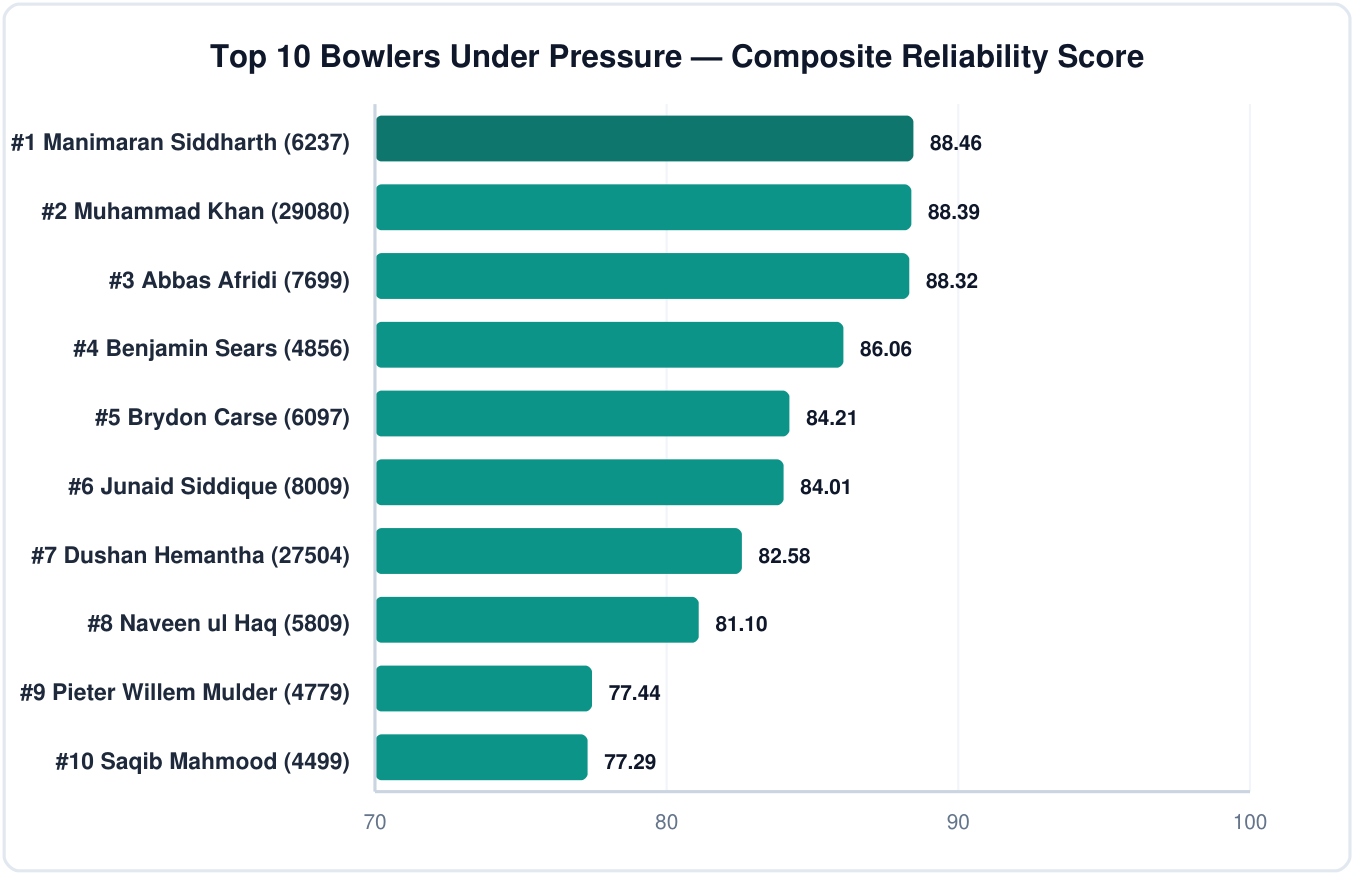 Top 10 Bowlers Under Pressure — Composite Reliability Score
#1 Manimaran Siddharth (6237) 88.46
#2 Muhammad Khan (29080) 88.39
#3 Abbas Afridi (7699) 88.32
#4 Benjamin Sears (4856) 86.06
#5 Brydon Carse (6097) 84.21
#6 Junaid Siddique (8009) 84.01
#7 Dushan Hemantha (27504) 82.58
#8 Naveen ul Haq (5809) 81.10
#9 Pieter Willem Mulder (4779) 77.44
#10 Saqib Mahmood (4499) 77.29
70 80 90 100